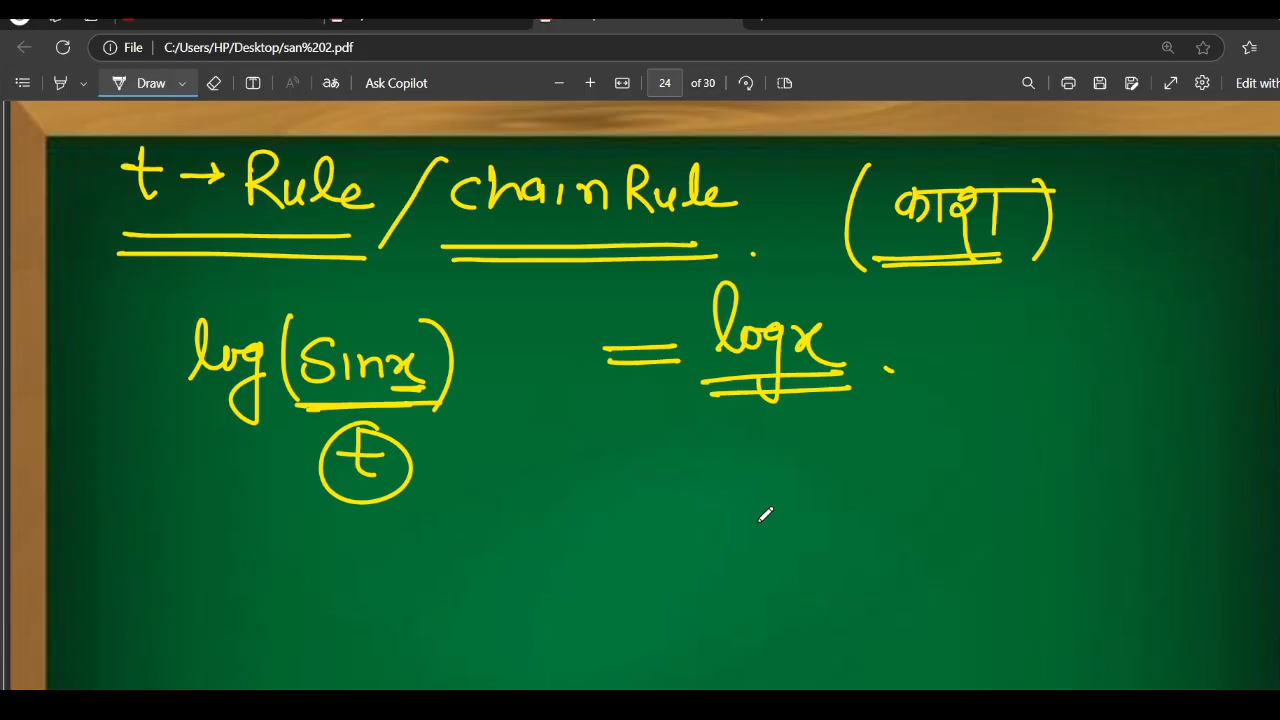 File C:/Users/HP/Desktop/san%202.pdf
Draw Ask Copilot 24 of 30 Edit with
t → Rule / chain Rule. (काश)
log(sinx) = logx.
t